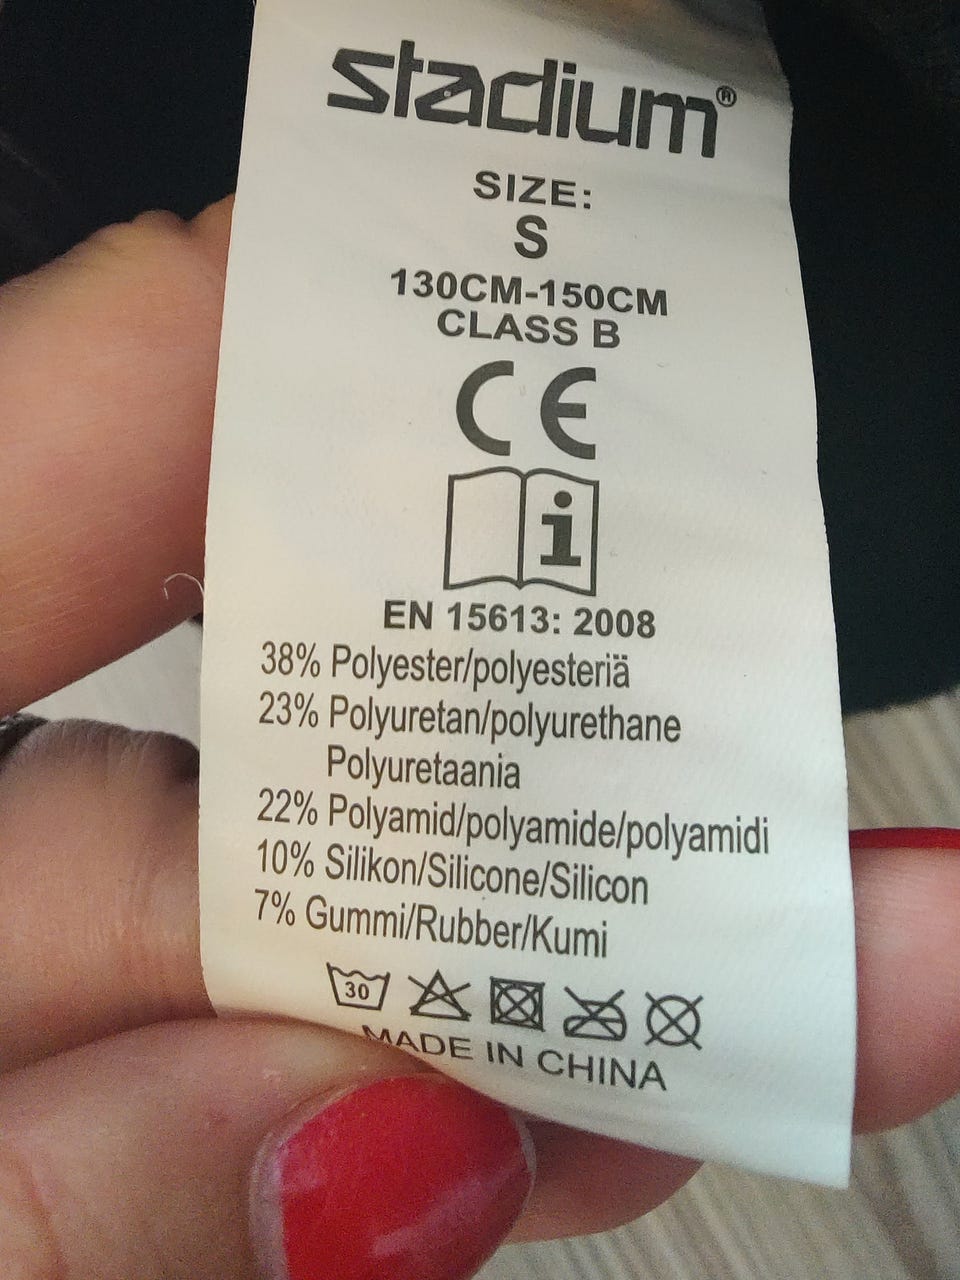 stadium®
SIZE:
S
130CM-150CM
CLASS B
CE
i
EN 15613: 2008
38% Polyester/polyesteriä
23% Polyuretan/polyurethane
Polyuretaania
22% Polyamid/polyamide/polyamidi
10% Silikon/Silicone/Silicon
7% Gummi/Rubber/Kumi
30
MADE IN CHINA